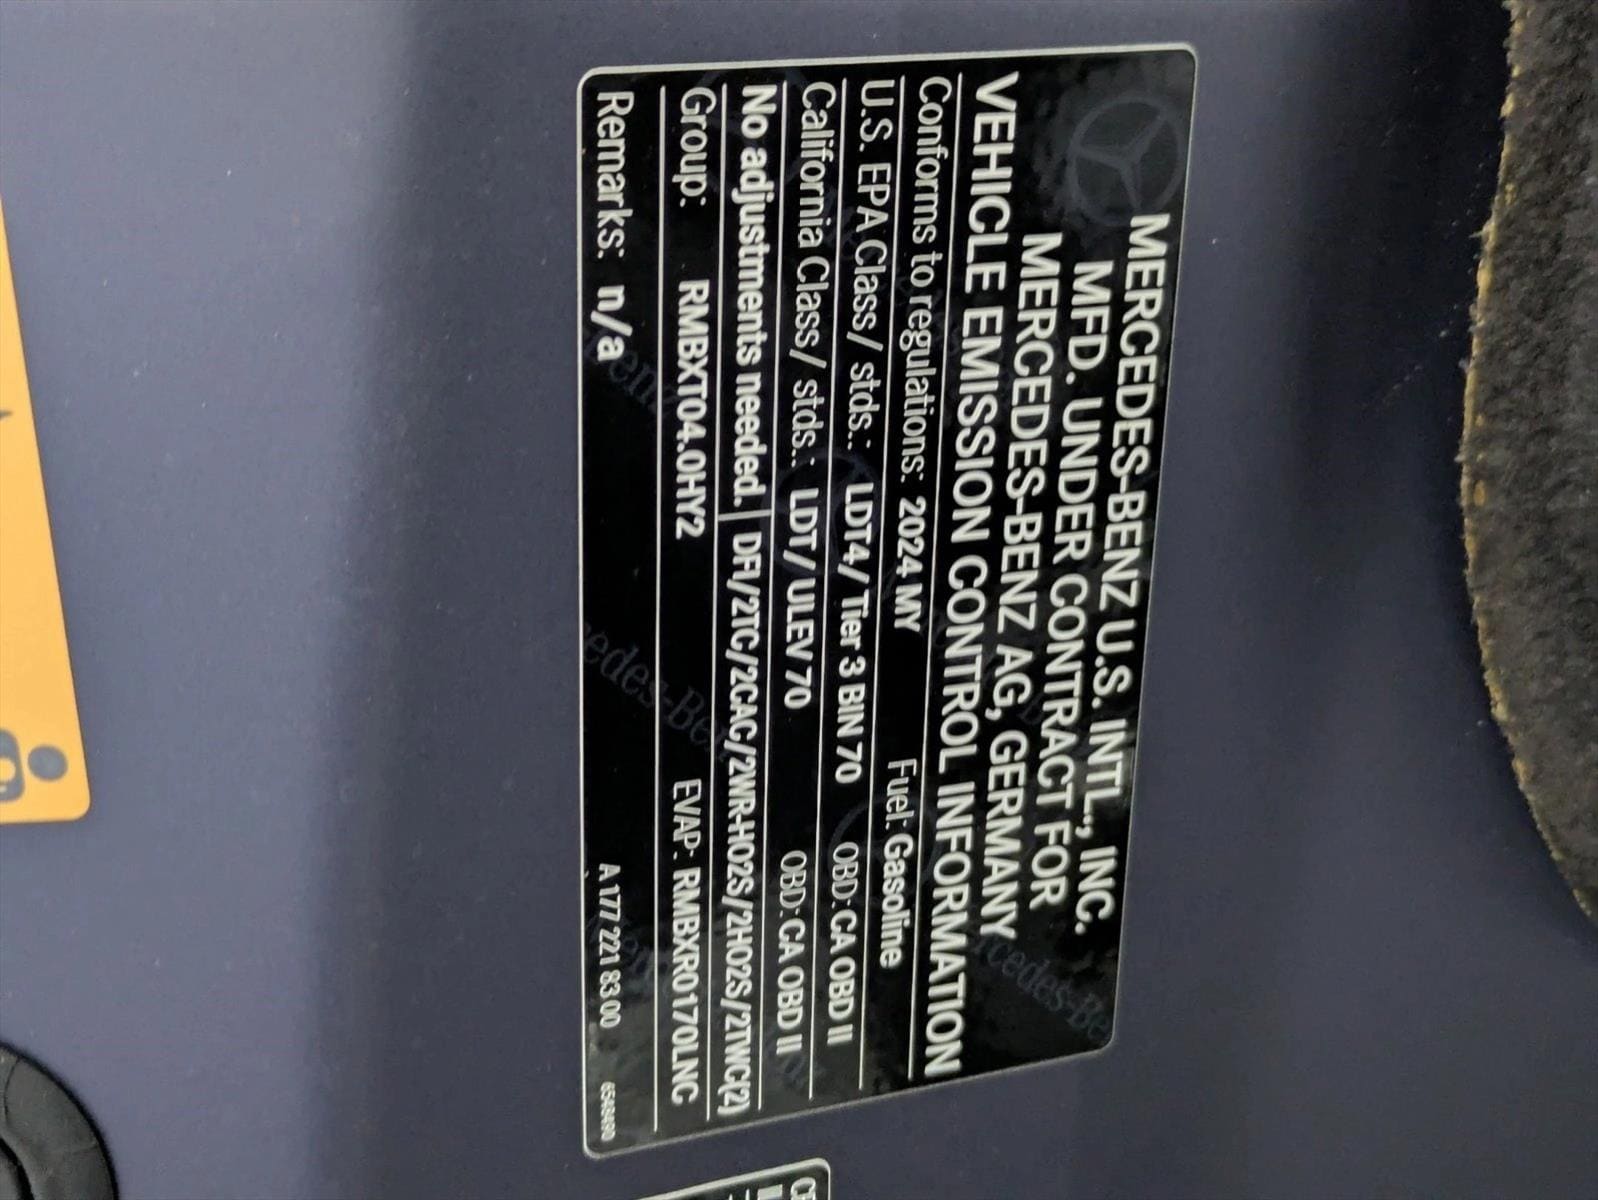 MERCEDES-BENZ U.S. INTL., INC.
MFD. UNDER CONTRACT FOR
MERCEDES-BENZ AG, GERMANY
VEHICLE EMISSION CONTROL INFORMATION
Conforms to regulations: 2024 MY Fuel: Gasoline
U.S. EPA Class/ stds.: LDT4/ Tier 3 BIN 70 OBD: CA OBD II
California Class/ stds.: LDT/ ULEV 70 OBD: CA OBD II
No adjustments needed. DFI/2TC/2CAC/2WR-HO2S/2HO2S/2TWC(2)
Group: RMBXT04.0HY2 EVAP: RMBXR0170LNC
Remarks: n/a A 177 221 83 00 6548490